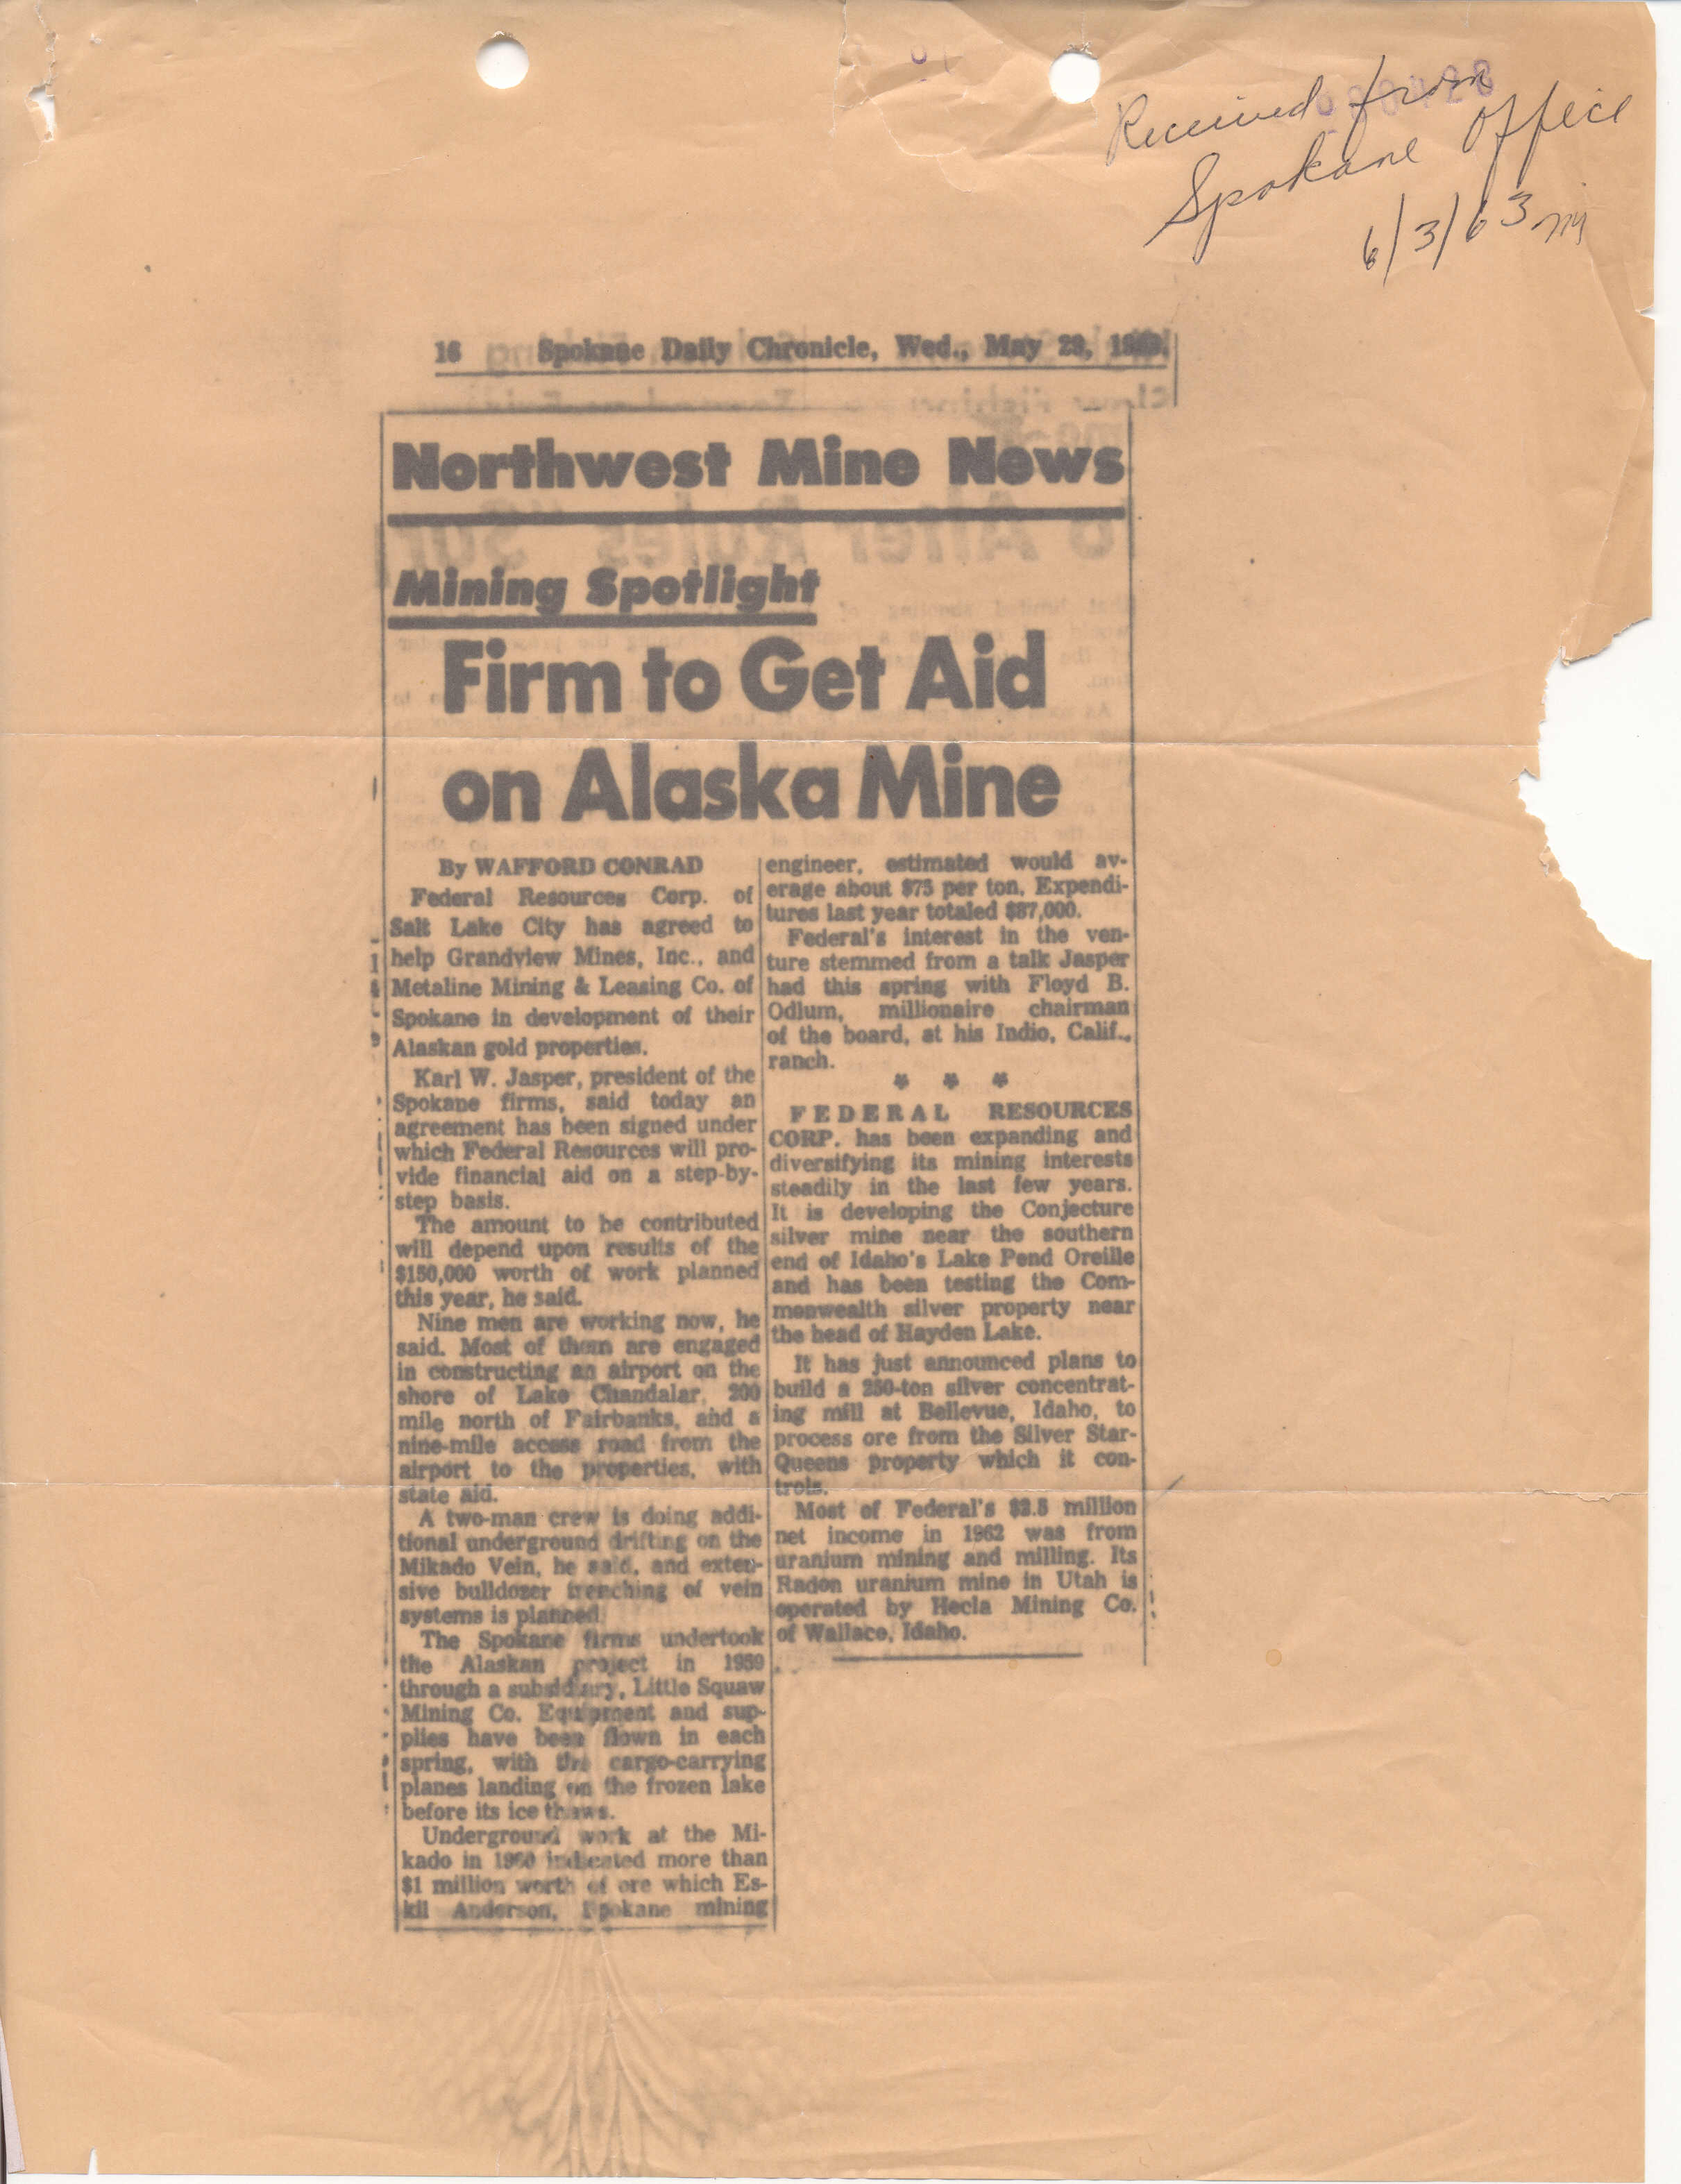 Received from
Spokane Office
6/3/63
16 Spokane Daily Chronicle, Wed., May 29,
Northwest Mine News
Mining Spotlight
Firm to Get Aid
on Alaska Mine
By WAFFORD CONRAD
Federal Resources Corp. of
Salt Lake City has agreed to
help Grandview Mines, Inc., and
Metaline Mining & Leasing Co. of
Spokane in development of their
Alaskan gold properties.
Karl W. Jasper, president of the
Spokane firms, said today an
agreement has been signed under
which Federal Resources will pro-
vide financial aid on a step-by-
step basis.
The amount to be contributed
will depend upon results of the
$150,000 worth of work planned
this year, he said.
Nine men are working now, he
said. Most of them are engaged
in constructing an airport on the
shore of Lake Chandalar, 200
mile north of Fairbanks, and a
nine-mile access road from the
airport to the properties, with
state aid.
A two-man crew is doing addi-
tional underground drifting on the
Mikado Vein, he said, and exten-
sive bulldozer trenching of vein
systems is planned.
The Spokane firms undertook
the Alaskan project in 1959
through a subsidiary, Little Squaw
Mining Co. Equipment and sup-
plies have been flown in each
spring, with the cargo-carrying
planes landing on the frozen lake
before its ice thaws.
Underground work at the Mi-
kado in indicated more than
$1 million worth of ore which Es-
kil Anderson, Spokane mining
engineer, estimated would av-
erage about $75 per ton. Expendi-
tures last year totaled $87,000.
Federal's interest in the ven-
ture stemmed from a talk Jasper
had this spring with Floyd B.
Odlum, millionaire chairman
of the board, at his Indio, Calif.,
ranch.
* * *
FEDERAL RESOURCES
CORP. has been expanding and
diversifying its mining interests
steadily in the last few years.
It is developing the Conjecture
silver mine near the southern
end of Idaho's Lake Pend Oreille
and has been testing the Com-
monwealth silver property near
the head of Hayden Lake.
It has just announced plans to
build a 250-ton silver concentrat-
ing mill at Bellevue, Idaho, to
process ore from the Silver Star-
Queens property which it con-
trols.
Most of Federal's million
net income in 1962 was from
uranium mining and milling. Its
Radon uranium mine in Utah is
operated by Hecla Mining Co.
of Wallace, Idaho.